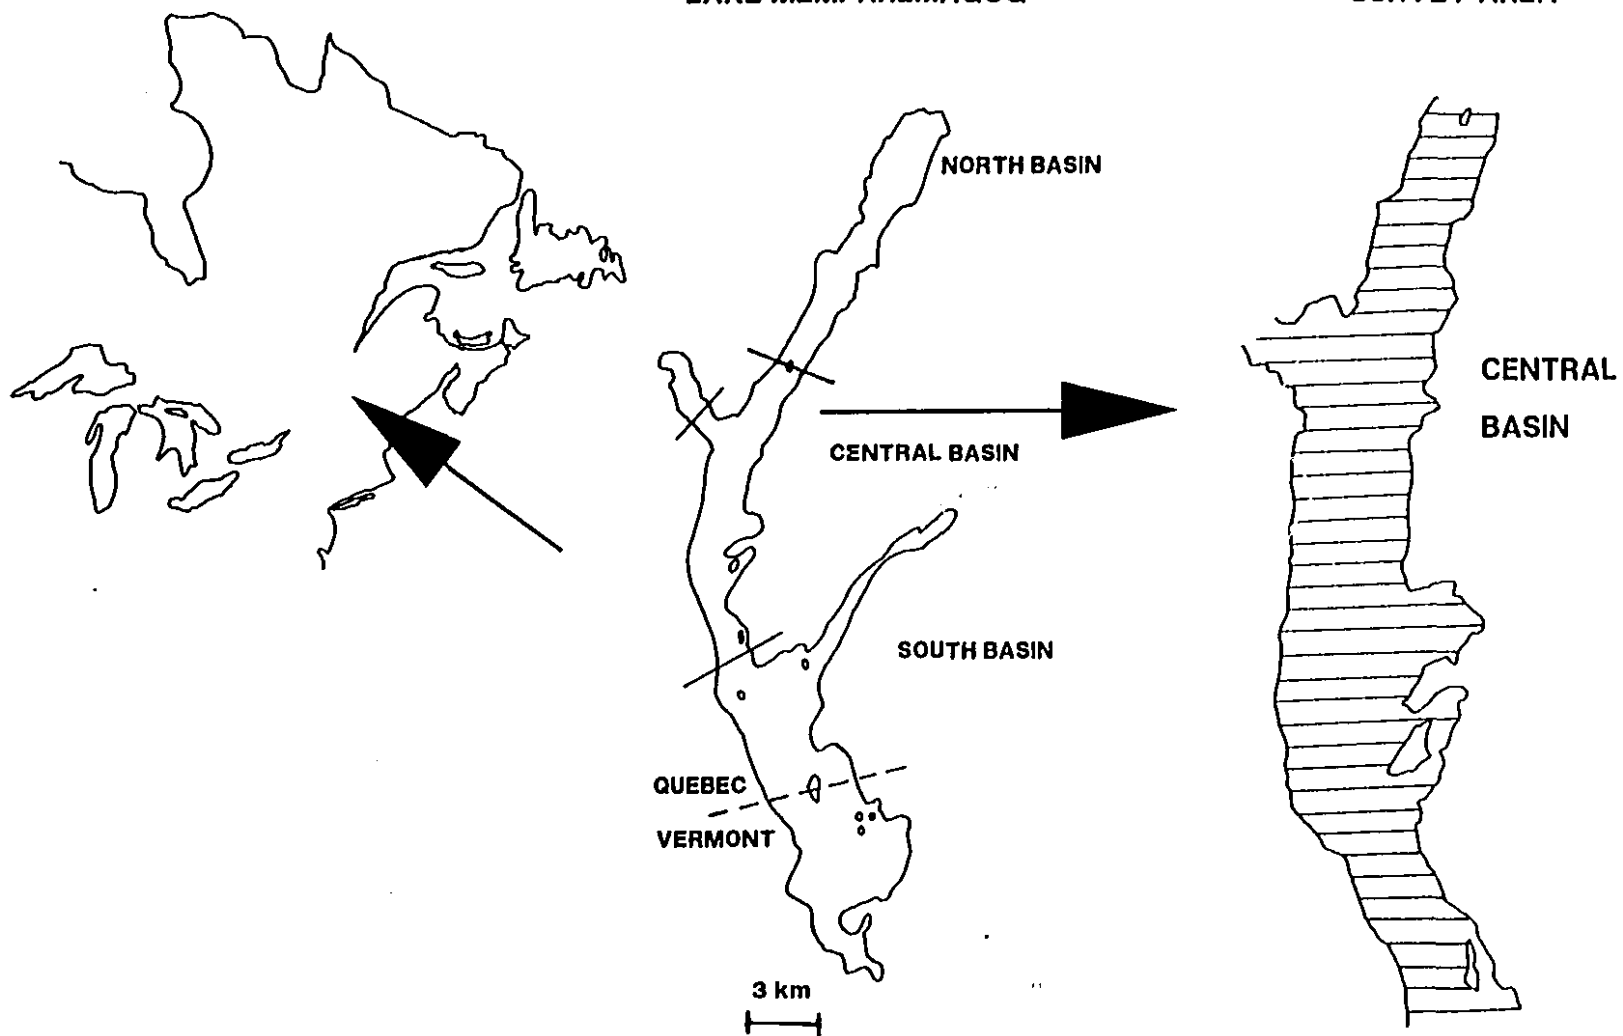 NORTH BASIN
CENTRAL
BASIN
CENTRAL BASIN
SOUTH BASIN
QUEBEC
VERMONT
3 km